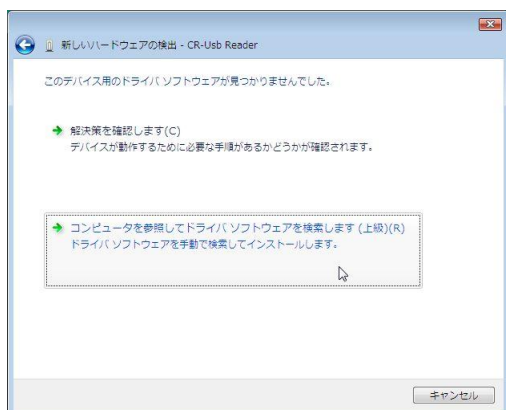 新しいハードウェアの検出 - CR-Usb Reader
このデバイス用のドライバ ソフトウェアが見つかりませんでした。
解決策を確認します(C)
デバイスが動作するために必要な手順があるかどうかが確認されます。
コンピュータを参照してドライバ ソフトウェアを検索します (上級)(R)
ドライバ ソフトウェアを手動で検索してインストールします。
キャンセル